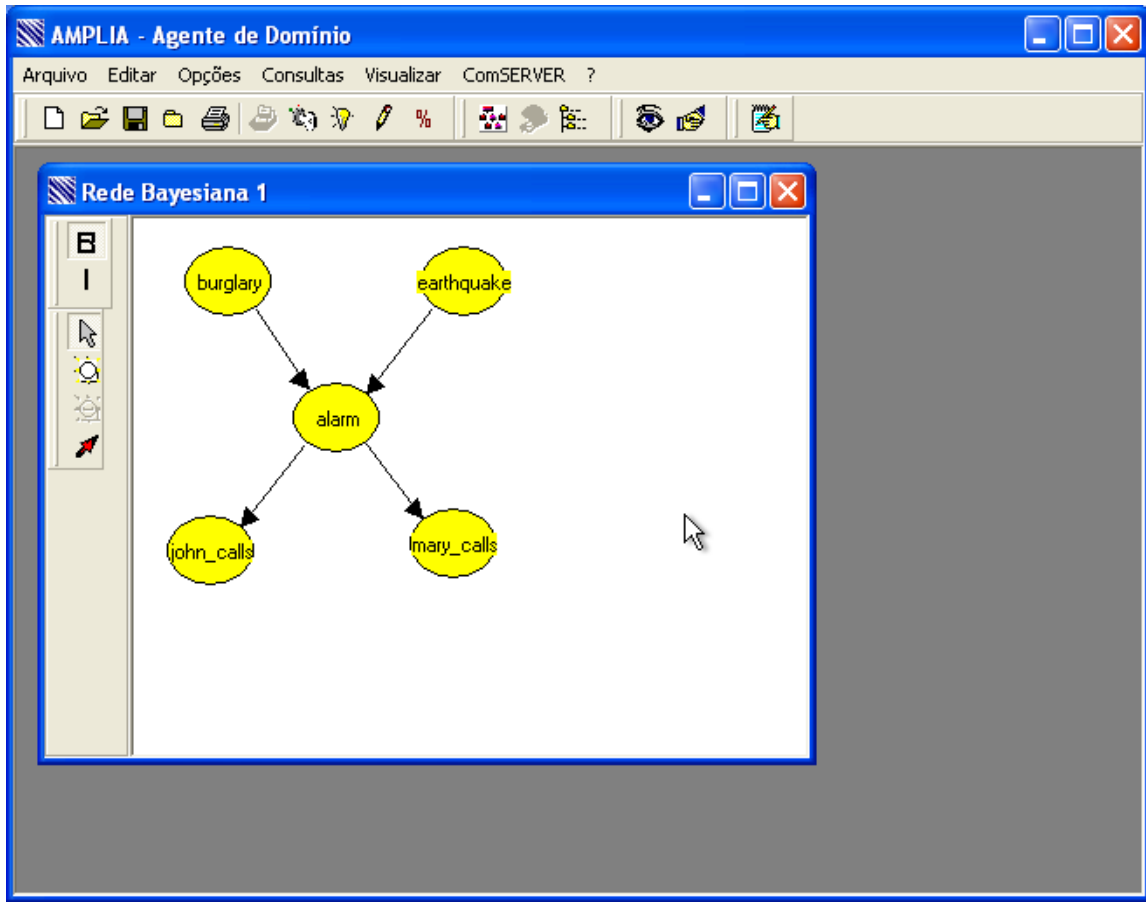 AMPLIA - Agente de Domínio
Arquivo Editar Opções Consultas Visualizar ComSERVER ?
%
Rede Bayesiana 1
B
I
burglary earthquake
alarm
john_calls mary_calls